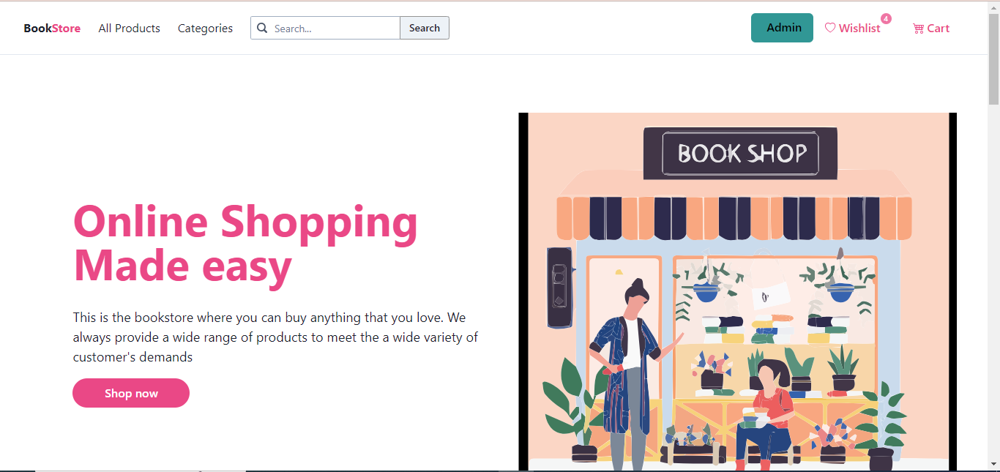 BookStore All Products Categories Search... Search Admin Wishlist 4 Cart
BOOK SHOP
Online Shopping
Made easy
This is the bookstore where you can buy anything that you love. We
always provide a wide range of products to meet the a wide variety of
customer's demands
Shop now